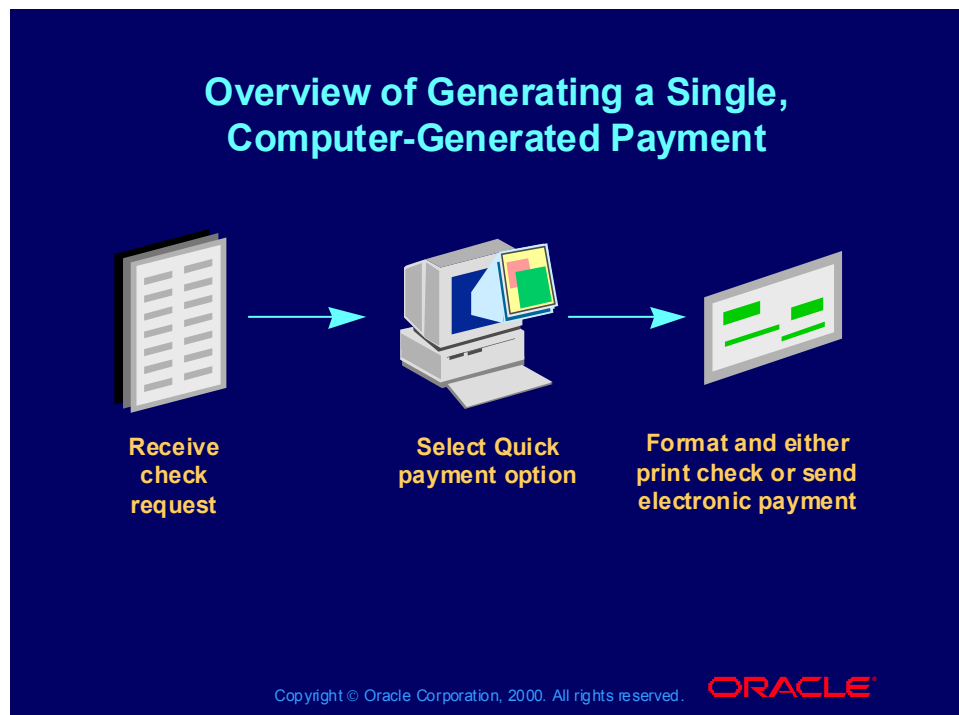 Overview of Generating a Single,
Computer-Generated Payment
Receive
check
request
Select Quick
payment option
Format and either
print check or send
electronic payment
Copyright © Oracle Corporation, 2000. All rights reserved.
ORACLE®